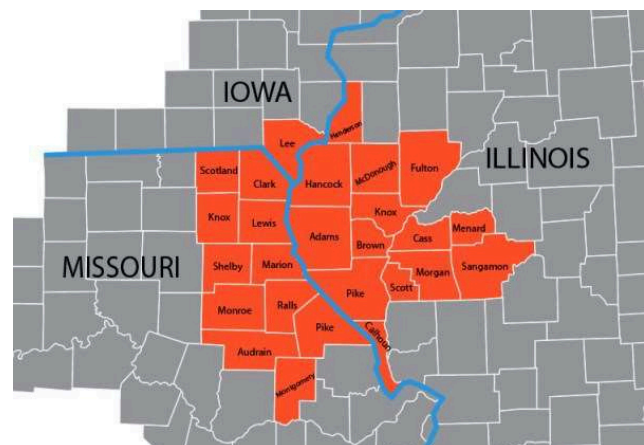 IOWA
Henderson
Lee
ILLINOIS
Scotland
Clark
Hancock
McDonough
Fulton
Knox
Lewis
Adams
Knox
Brown
Cass
Menard
MISSOURI
Shelby
Marion
Pike
Scott
Morgan
Sangamon
Monroe
Ralls
Pike
Calhoun
Audrain
Montgomery